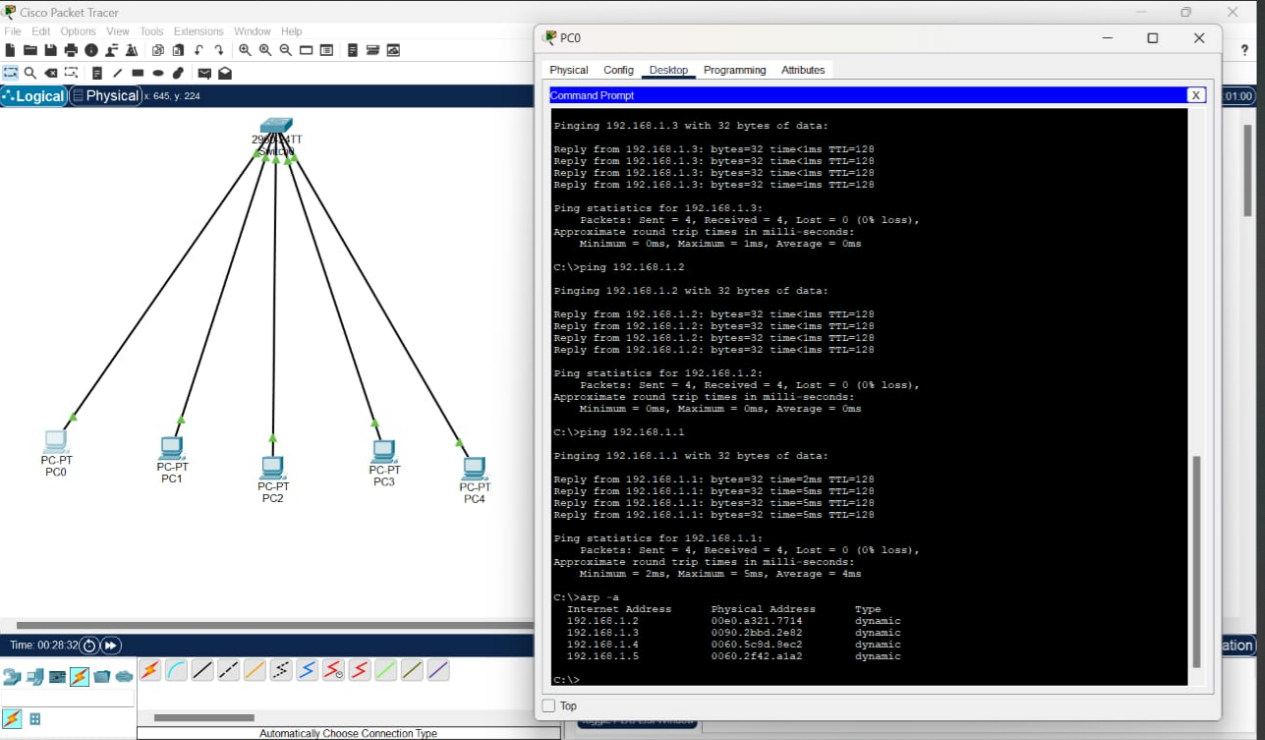 Cisco Packet Tracer
File Edit Options View Tools Extensions Window Help
?
Logical Physical x: 645, y: 224
01:00
Switch
PC-PT
PC0
PC-PT
PC1
PC-PT
PC2
PC-PT
PC3
PC-PT
PC4
Time: 00:28:32
Automatically Choose Connection Type
PC0
Physical Config Desktop Programming Attributes
Command Prompt X
Pinging 192.168.1.3 with 32 bytes of data:
Reply from 192.168.1.3: bytes=32 time<1ms TTL=128
Reply from 192.168.1.3: bytes=32 time<1ms TTL=128
Reply from 192.168.1.3: bytes=32 time<1ms TTL=128
Reply from 192.168.1.3: bytes=32 time=1ms TTL=128
Ping statistics for 192.168.1.3:
Packets: Sent = 4, Received = 4, Lost = 0 (0% loss),
Approximate round trip times in milli-seconds:
Minimum = 0ms, Maximum = 1ms, Average = 0ms
C:\>ping 192.168.1.2
Pinging 192.168.1.2 with 32 bytes of data:
Reply from 192.168.1.2: bytes=32 time<1ms TTL=128
Reply from 192.168.1.2: bytes=32 time<1ms TTL=128
Reply from 192.168.1.2: bytes=32 time<1ms TTL=128
Reply from 192.168.1.2: bytes=32 time<1ms TTL=128
Ping statistics for 192.168.1.2:
Packets: Sent = 4, Received = 4, Lost = 0 (0% loss),
Approximate round trip times in milli-seconds:
Minimum = 0ms, Maximum = 0ms, Average = 0ms
C:\>ping 192.168.1.1
Pinging 192.168.1.1 with 32 bytes of data:
Reply from 192.168.1.1: bytes=32 time=2ms TTL=128
Reply from 192.168.1.1: bytes=32 time=5ms TTL=128
Reply from 192.168.1.1: bytes=32 time=5ms TTL=128
Reply from 192.168.1.1: bytes=32 time=5ms TTL=128
Ping statistics for 192.168.1.1:
Packets: Sent = 4, Received = 4, Lost = 0 (0% loss),
Approximate round trip times in milli-seconds:
Minimum = 2ms, Maximum = 5ms, Average = 4ms
C:\>arp -a
Internet Address Physical Address Type
192.168.1.2 00e0.a321.7714 dynamic
192.168.1.3 0090.2bbd.2e82 dynamic
192.168.1.4 0060.5c8d.8ec2 dynamic
192.168.1.5 0060.2f42.a1a2 dynamic
C:\>
Top
ation